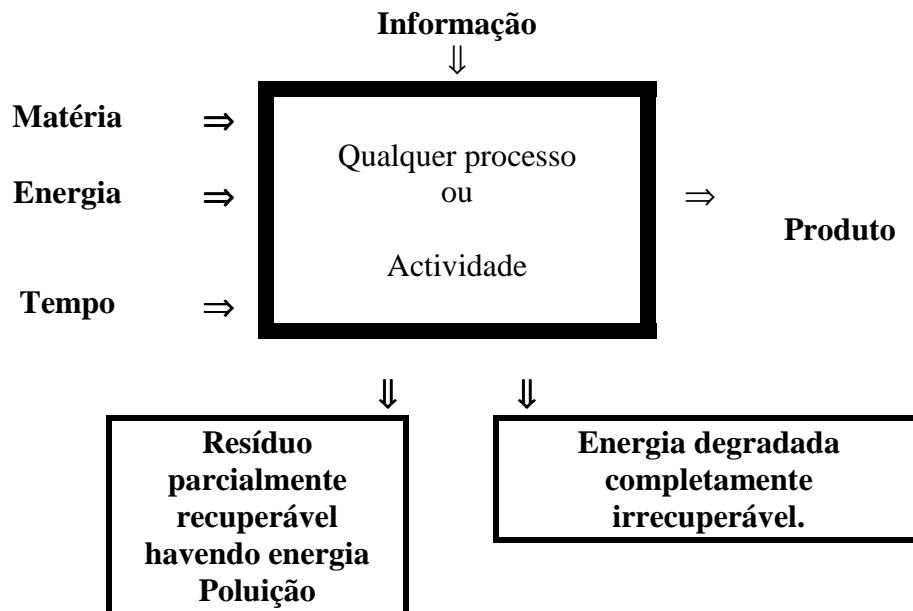 Informação
⇓
Matéria ⇒
Qualquer processo
Energia ⇒ ou ⇒
Produto
Actividade
Tempo ⇒
⇓ ⇓
Resíduo
parcialmente
recuperável
havendo energia
Poluição
Energia degradada
completamente
irrecuperável.